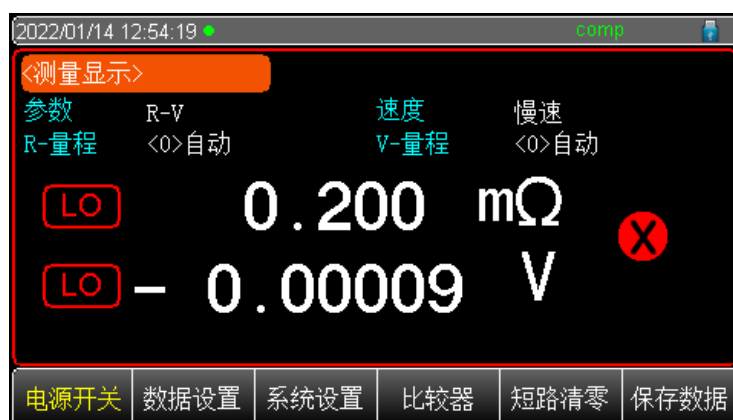 2022/01/14 12:54:19 comp
<测量显示>
参数 R-V 速度 慢速
R-量程 <0>自动 V-量程 <0>自动
LO 0.200 mΩ
X
LO - 0.00009 V
电源开关 数据设置 系统设置 比较器 短路清零 保存数据